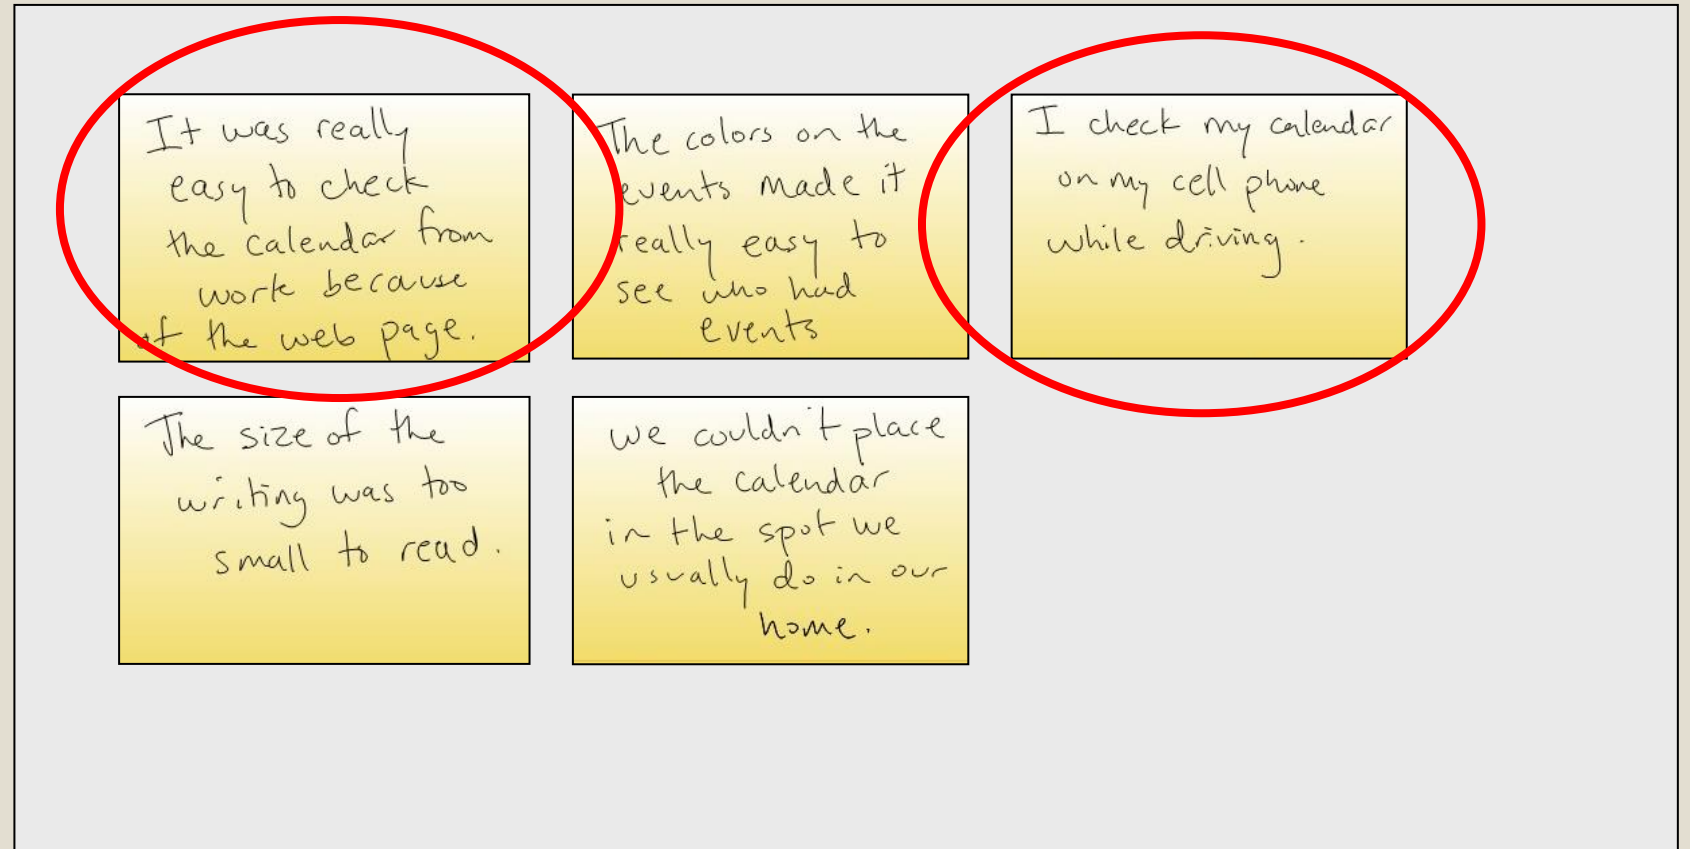 It was really
easy to check
the calendar from
work because
of the web page.
The colors on the
events made it
really easy to
see who had
events
I check my calendar
on my cell phone
while driving.
The size of the
writing was too
small to read.
we couldn't place
the calendar
in the spot we
usually do in our
home.